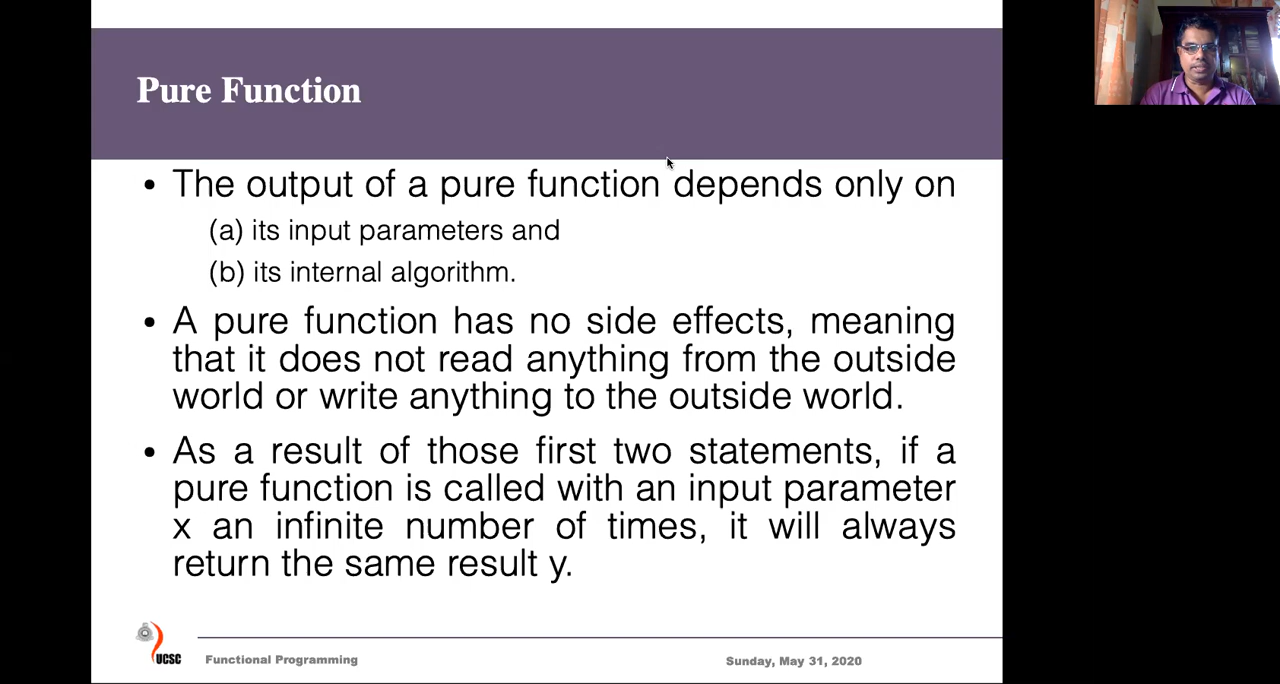 Pure Function
• The output of a pure function depends only on
(a) its input parameters and
(b) its internal algorithm.
• A pure function has no side effects, meaning
that it does not read anything from the outside
world or write anything to the outside world.
• As a result of those first two statements, if a
pure function is called with an input parameter
x an infinite number of times, it will always
return the same result y.
UCSC
Functional Programming
Sunday, May 31, 2020